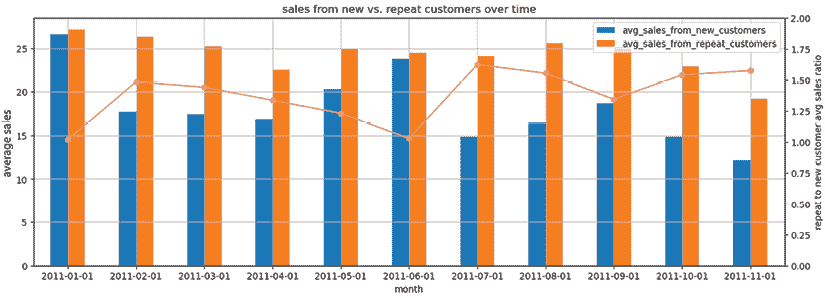 sales from new vs. repeat customers over time
avg_sales_from_new_customers
avg_sales_from_repeat_customers
average sales
25
20
15
10
5
0
2.00
1.75
1.50
1.25
1.00
0.75
0.50
0.25
0.00
repeat to new customer avg sales ratio
2011-01-01 2011-02-01 2011-03-01 2011-04-01 2011-05-01 2011-06-01 2011-07-01 2011-08-01 2011-09-01 2011-10-01 2011-11-01
month